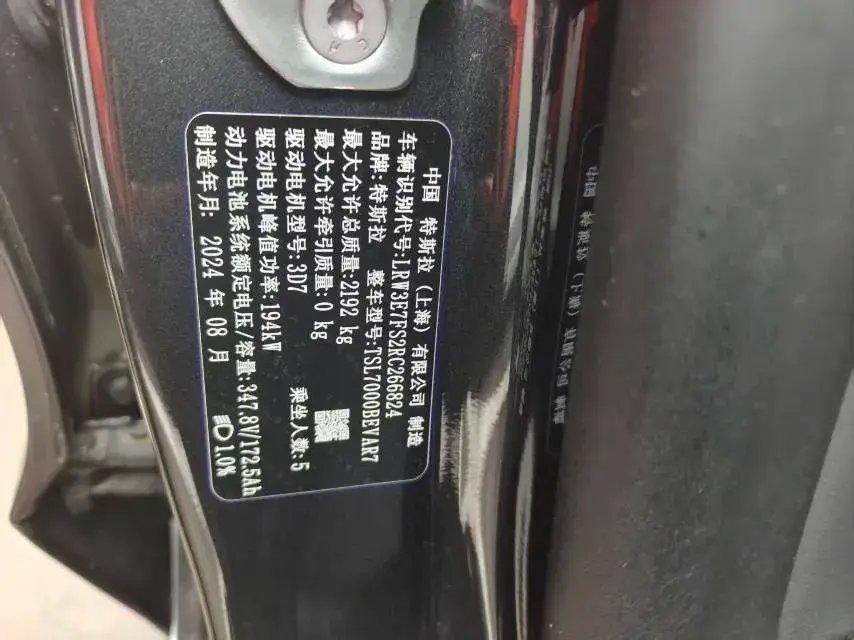 中国 特斯拉（上海）有限公司 制造
车辆识别代号:LRW3E7FS2RC266824
品牌:特斯拉 整车型号:TSL7000BEVAR7
最大允许总质量:2192 kg
最大允许牵引质量: 0 kg
驱动电机型号:3D7 乘坐人数:5
驱动电机峰值功率:194kW
动力电池系统额定电压/容量:347.8V/172.5Ah
制造年月: 2024 年 08 月 1.0%